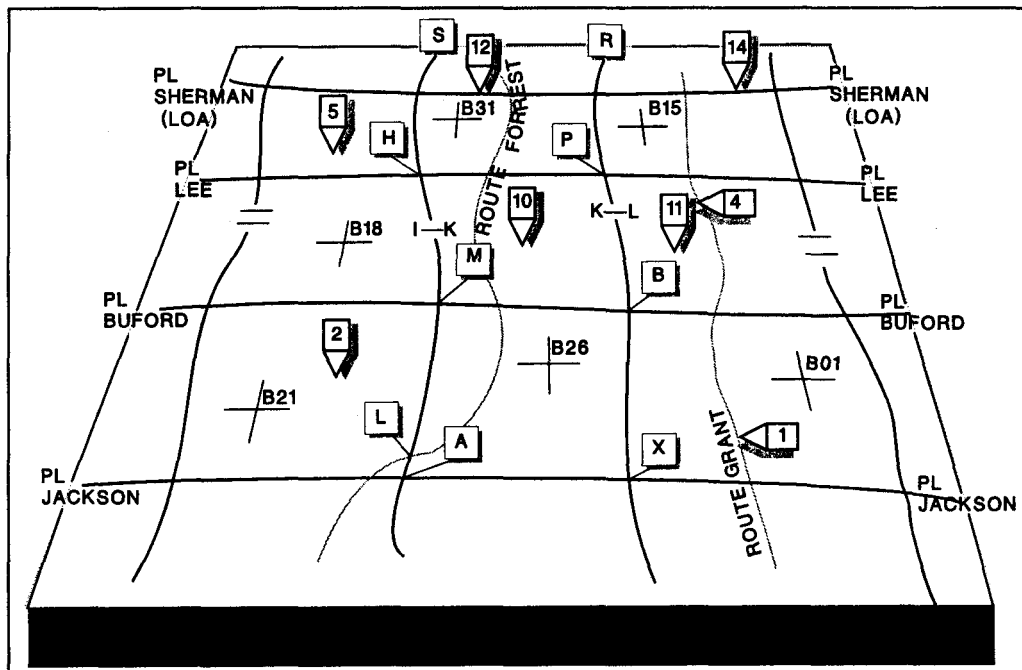 S
12
R
14
PL
SHERMAN
(LOA)
PL
SHERMAN
(LOA)
5
B31
B15
ROUTE FORREST
H
P
PL
LEE
PL
LEE
10
11
4
I—K
K—L
B18
M
B
PL
BUFORD
PL
BUFORD
2
B26
B01
B21
L
A
X
1
ROUTE GRANT
PL
JACKSON
PL
JACKSON